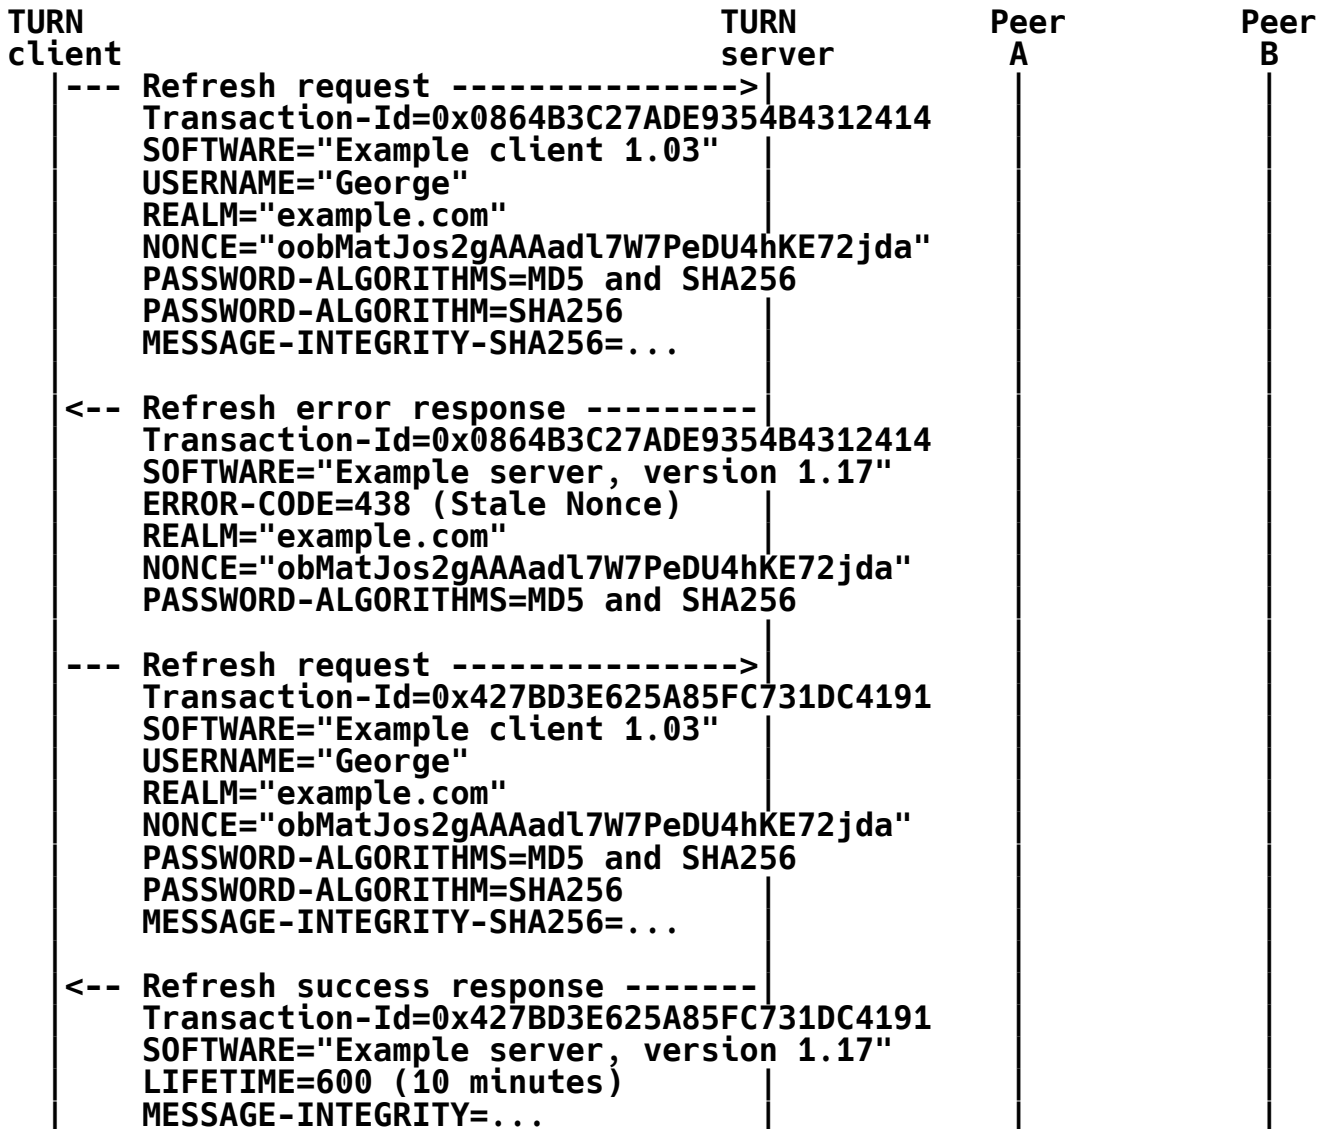 TURN TURN Peer Peer
client server A B
|--- Refresh request --------------->| | |
| Transaction-Id=0x0864B3C27ADE9354B4312414 | |
| SOFTWARE="Example client 1.03" | | |
| USERNAME="George" | | |
| REALM="example.com" | | |
| NONCE="oobMatJos2gAAAadl7W7PeDU4hKE72jda" | |
| PASSWORD-ALGORITHMS=MD5 and SHA256 | |
| PASSWORD-ALGORITHM=SHA256 | | |
| MESSAGE-INTEGRITY-SHA256=... | | |
| | | |
|<-- Refresh error response ---------| | |
| Transaction-Id=0x0864B3C27ADE9354B4312414 | |
| SOFTWARE="Example server, version 1.17" | |
| ERROR-CODE=438 (Stale Nonce) | | |
| REALM="example.com" | | |
| NONCE="obMatJos2gAAAadl7W7PeDU4hKE72jda" | |
| PASSWORD-ALGORITHMS=MD5 and SHA256 | |
| | | |
|--- Refresh request --------------->| | |
| Transaction-Id=0x427BD3E625A85FC731DC4191 | |
| SOFTWARE="Example client 1.03" | | |
| USERNAME="George" | | |
| REALM="example.com" | | |
| NONCE="obMatJos2gAAAadl7W7PeDU4hKE72jda" | |
| PASSWORD-ALGORITHMS=MD5 and SHA256 | |
| PASSWORD-ALGORITHM=SHA256 | | |
| MESSAGE-INTEGRITY-SHA256=... | | |
| | | |
|<-- Refresh success response -------| | |
| Transaction-Id=0x427BD3E625A85FC731DC4191 | |
| SOFTWARE="Example server, version 1.17" | |
| LIFETIME=600 (10 minutes) | | |
| MESSAGE-INTEGRITY=... | | |